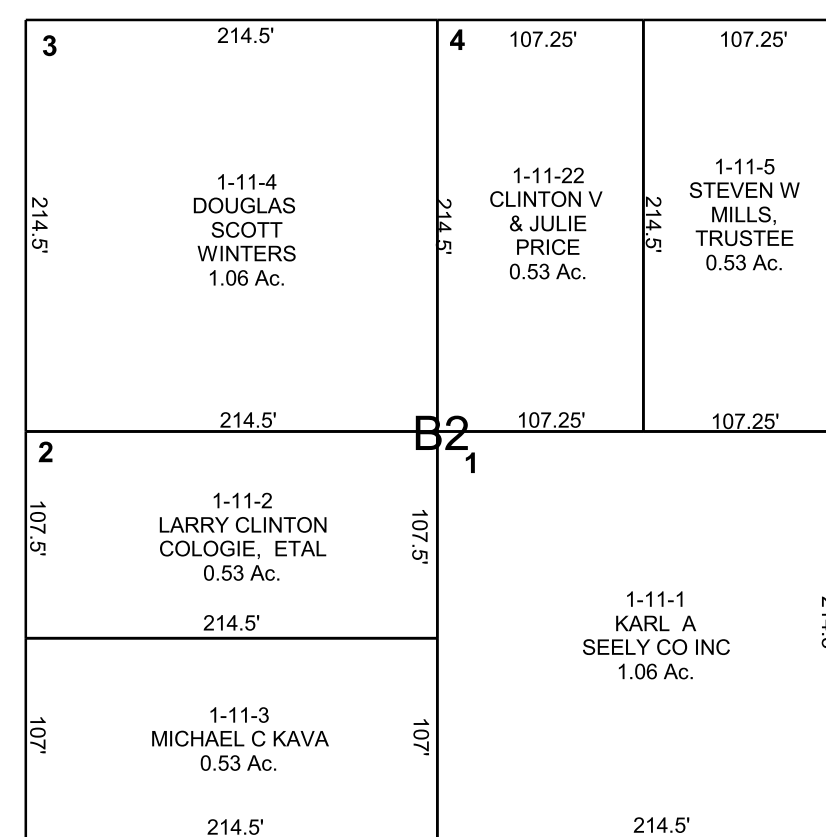 3
214.5'
214.5'
1-11-4
DOUGLAS
SCOTT
WINTERS
1.06 Ac.
214.5'
4
107.25'
214.5'
1-11-22
CLINTON V
& JULIE
PRICE
0.53 Ac.
107.25'
107.25'
214.5'
1-11-5
STEVEN W
MILLS,
TRUSTEE
0.53 Ac.
107.25'
B2
2
107.5'
1-11-2
LARRY CLINTON
COLOGIE, ETAL
0.53 Ac.
107.5'
214.5'
107'
1-11-3
MICHAEL C KAVA
0.53 Ac.
107'
214.5'
1
1-11-1
KARL A
SEELY CO INC
1.06 Ac.
214.5'